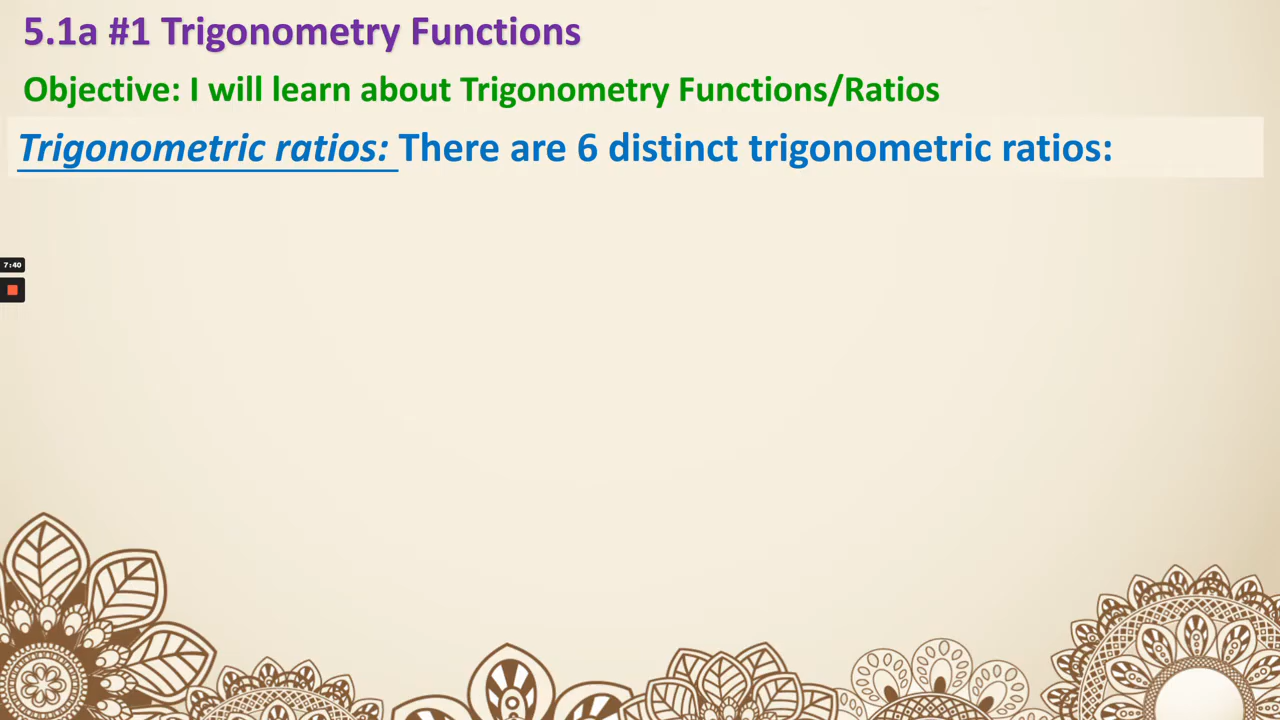 5.1a #1 Trigonometry Functions
Objective: I will learn about Trigonometry Functions/Ratios
Trigonometric ratios: There are 6 distinct trigonometric ratios:
7:40